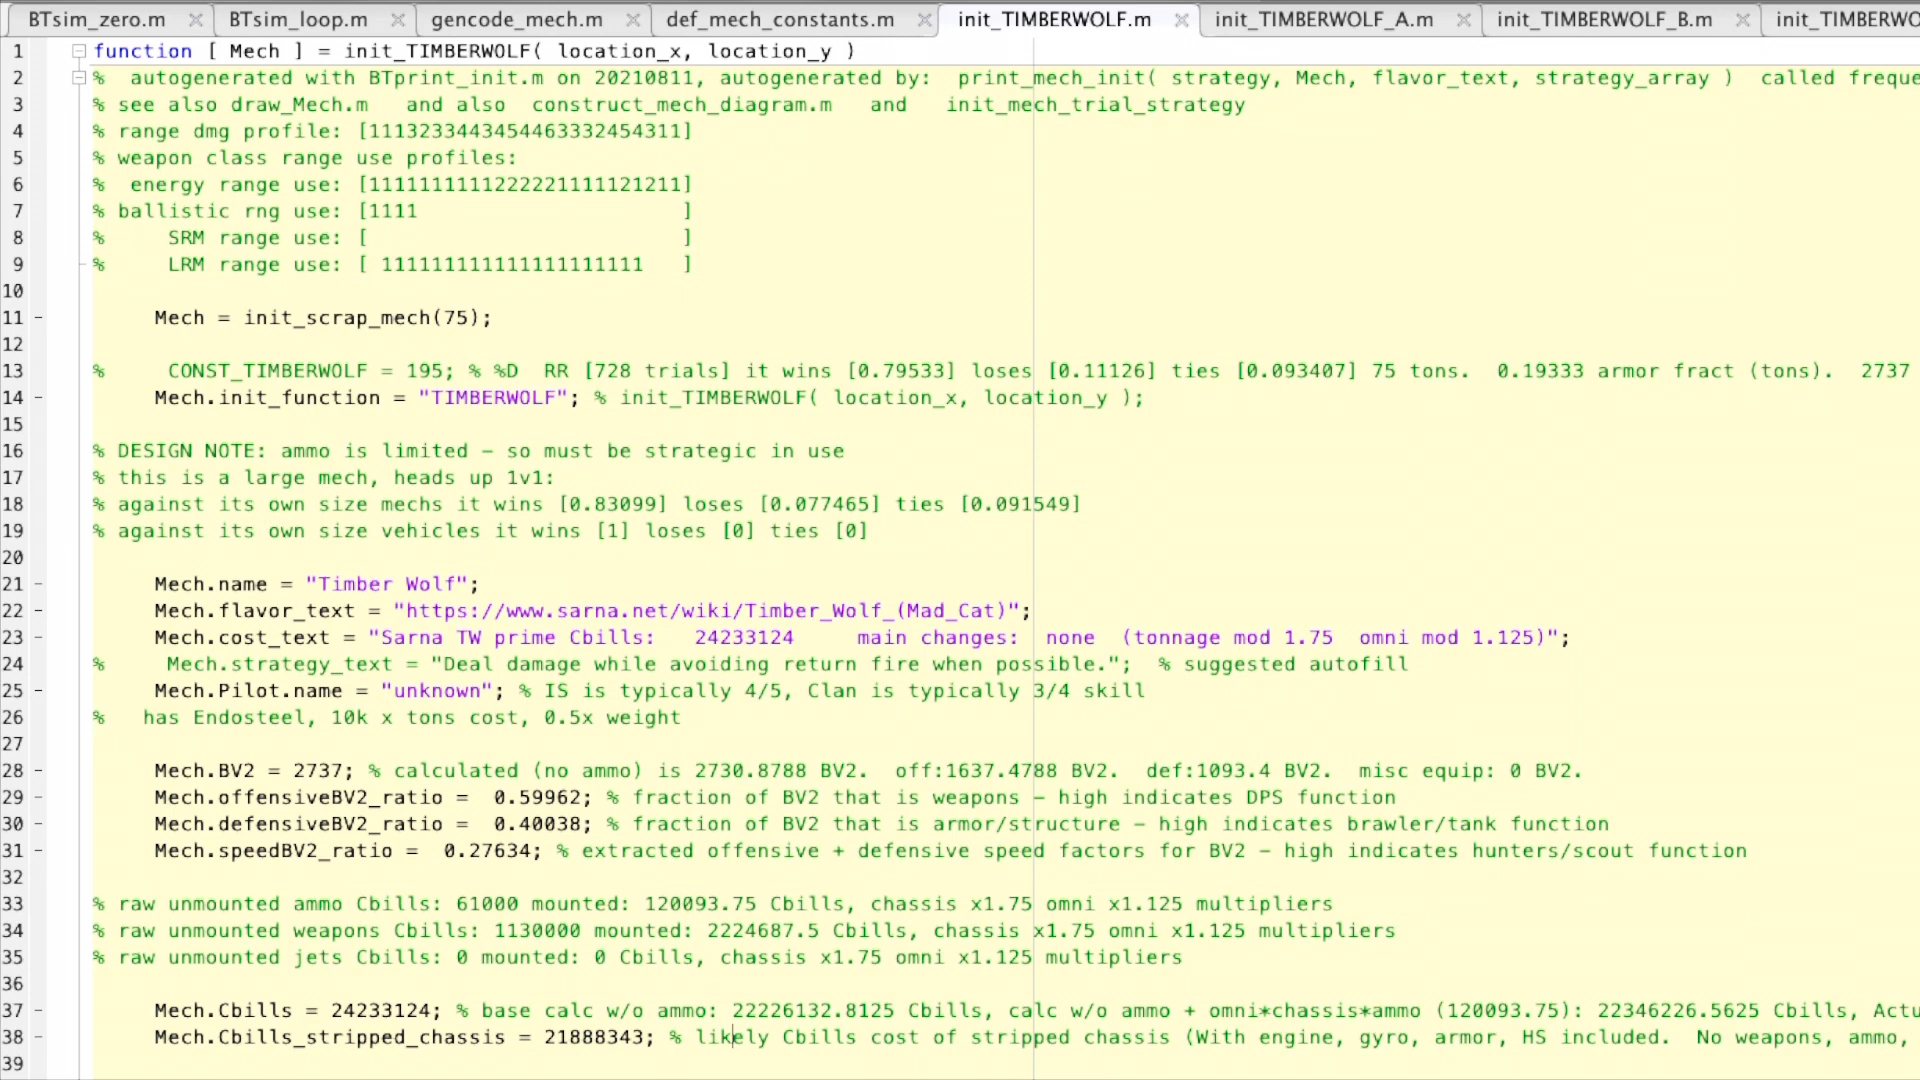 BTsim_zero.m × BTsim_loop.m × gencode_mech.m × def_mech_constants.m × init_TIMBERWOLF.m × init_TIMBERWOLF_A.m × init_TIMBERWOLF_B.m × init_TIMBERWO
1 function [ Mech ] = init_TIMBERWOLF( location_x, location_y )
2 % autogenerated with BTprint_init.m on 20210811, autogenerated by: print_mech_init( strategy, Mech, flavor_text, strategy_array ) called freque
3 % see also draw_Mech.m and also construct_mech_diagram.m and init_mech_trial_strategy
4 % range dmg profile: [11132334434544633324543​11]
5 % weapon class range use profiles:
6 % energy range use: [11111111112222211111121211]
7 % ballistic rng use: [1111 ]
8 % SRM range use: [ ]
9 % LRM range use: [ 111111111111111111111 ]
10
11 - Mech = init_scrap_mech(75);
12
13 % CONST_TIMBERWOLF = 195; % %D RR [728 trials] it wins [0.79533] loses [0.11126] ties [0.093407] 75 tons. 0.19333 armor fract (tons). 2737
14 - Mech.init_function = "TIMBERWOLF"; % init_TIMBERWOLF( location_x, location_y );
15
16 % DESIGN NOTE: ammo is limited – so must be strategic in use
17 % this is a large mech, heads up 1v1:
18 % against its own size mechs it wins [0.83099] loses [0.077465] ties [0.091549]
19 % against its own size vehicles it wins [1] loses [0] ties [0]
20
21 - Mech.name = "Timber Wolf";
22 - Mech.flavor_text = "https://www.sarna.net/wiki/Timber_Wolf_(Mad_Cat)";
23 - Mech.cost_text = "Sarna TW prime Cbills: 24233124 main changes: none (tonnage mod 1.75 omni mod 1.125)";
24 % Mech.strategy_text = "Deal damage while avoiding return fire when possible."; % suggested autofill
25 - Mech.Pilot.name = "unknown"; % IS is typically 4/5, Clan is typically 3/4 skill
26 % has Endosteel, 10k x tons cost, 0.5x weight
27
28 - Mech.BV2 = 2737; % calculated (no ammo) is 2730.8788 BV2. off:1637.4788 BV2. def:1093.4 BV2. misc equip: 0 BV2.
29 - Mech.offensiveBV2_ratio = 0.59962; % fraction of BV2 that is weapons – high indicates DPS function
30 - Mech.defensiveBV2_ratio = 0.40038; % fraction of BV2 that is armor/structure – high indicates brawler/tank function
31 - Mech.speedBV2_ratio = 0.27634; % extracted offensive + defensive speed factors for BV2 – high indicates hunters/scout function
32
33 % raw unmounted ammo Cbills: 61000 mounted: 120093.75 Cbills, chassis x1.75 omni x1.125 multipliers
34 % raw unmounted weapons Cbills: 1130000 mounted: 2224687.5 Cbills, chassis x1.75 omni x1.125 multipliers
35 % raw unmounted jets Cbills: 0 mounted: 0 Cbills, chassis x1.75 omni x1.125 multipliers
36
37 - Mech.Cbills = 24233124; % base calc w/o ammo: 22226132.8125 Cbills, calc w/o ammo + omni*chassis*ammo (120093.75): 22346226.5625 Cbills, Actu
38 - Mech.Cbills_stripped_chassis = 21888343; % likely Cbills cost of stripped chassis (With engine, gyro, armor, HS included. No weapons, ammo,
39